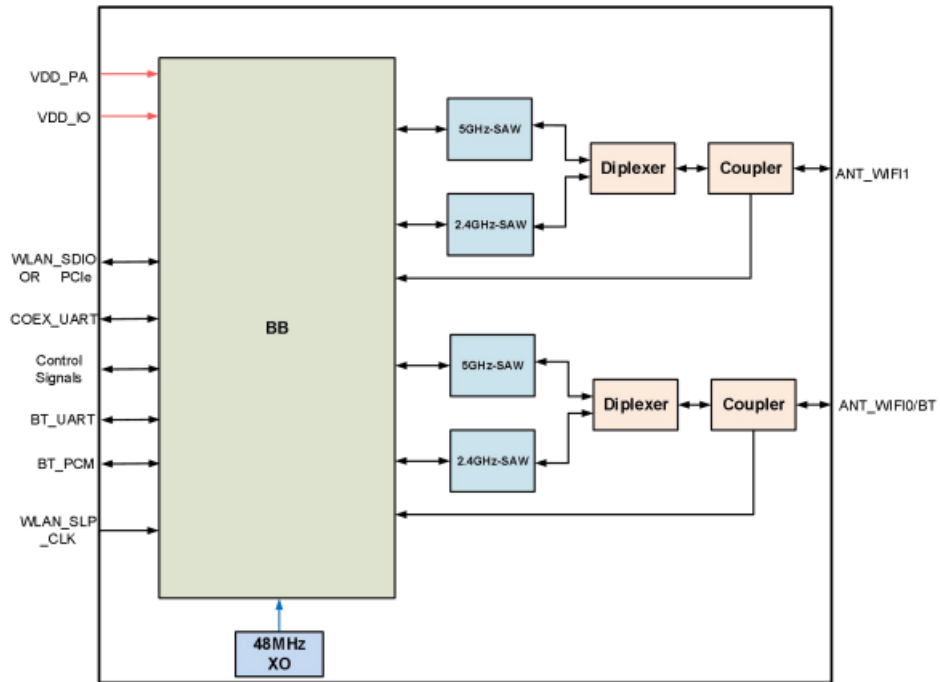 VDD_PA
VDD_IO
WLAN_SDIO
OR PCIe
COEX_UART
Control
Signals
BT_UART
BT_PCM
WLAN_SLP
_CLK
BB
48MHz
XO
5GHz-SAW
2.4GHz-SAW
Diplexer
Coupler
ANT_WIFI1
5GHz-SAW
2.4GHz-SAW
Diplexer
Coupler
ANT_WIFI0/BT